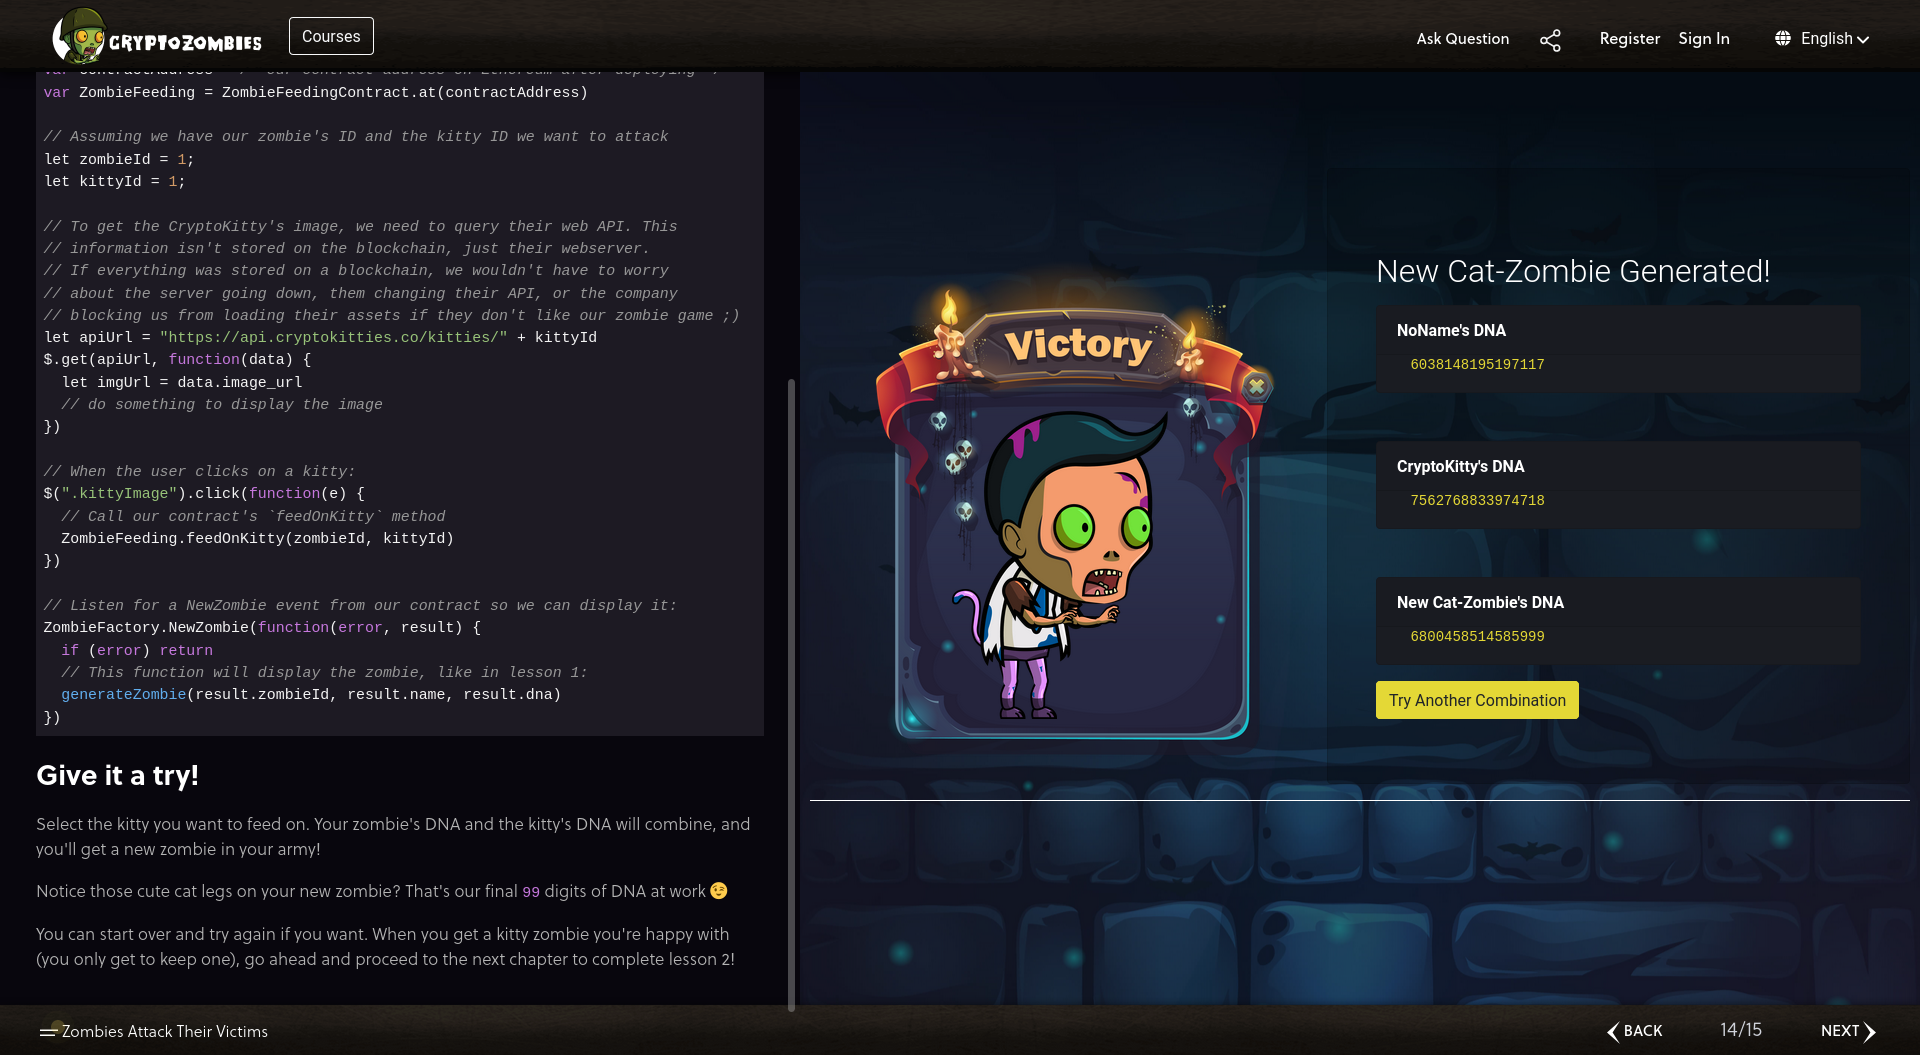 CRYPTOZOMBIES
Courses
Ask Question
Register
Sign In
English
var ZombieFeeding = ZombieFeedingContract.at(contractAddress)
// Assuming we have our zombie's ID and the kitty ID we want to attack
let zombieId = 1;
let kittyId = 1;
// To get the CryptoKitty's image, we need to query their web API. This
// information isn't stored on the blockchain, just their webserver.
// If everything was stored on a blockchain, we wouldn't have to worry
// about the server going down, them changing their API, or the company
// blocking us from loading their assets if they don't like our zombie game ;)
let apiUrl = "https://api.cryptokitties.co/kitties/" + kittyId
$.get(apiUrl, function(data) {
let imgUrl = data.image_url
// do something to display the image
})
// When the user clicks on a kitty:
$(".kittyImage").click(function(e) {
// Call our contract's `feedOnKitty` method
ZombieFeeding.feedOnKitty(zombieId, kittyId)
})
// Listen for a NewZombie event from our contract so we can display it:
ZombieFactory.NewZombie(function(error, result) {
if (error) return
// This function will display the zombie, like in lesson 1:
generateZombie(result.zombieId, result.name, result.dna)
})
Give it a try!
Select the kitty you want to feed on. Your zombie's DNA and the kitty's DNA will combine, and
you'll get a new zombie in your army!
Notice those cute cat legs on your new zombie? That's our final 99 digits of DNA at work 😉
You can start over and try again if you want. When you get a kitty zombie you're happy with
(you only get to keep one), go ahead and proceed to the next chapter to complete lesson 2!
Victory
New Cat-Zombie Generated!
NoName's DNA
6038148195197117
CryptoKitty's DNA
7562768833974718
New Cat-Zombie's DNA
6800458514585999
Try Another Combination
Zombies Attack Their Victims
BACK
14/15
NEXT